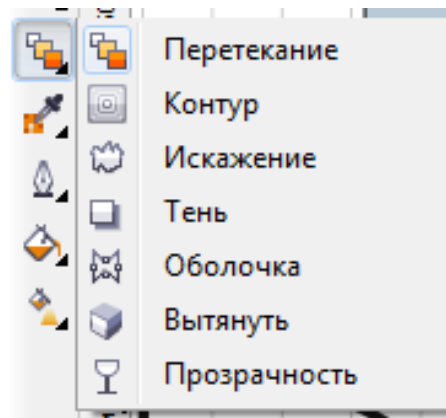 Перетекание
Контур
Искажение
Тень
Оболочка
Вытянуть
Прозрачность